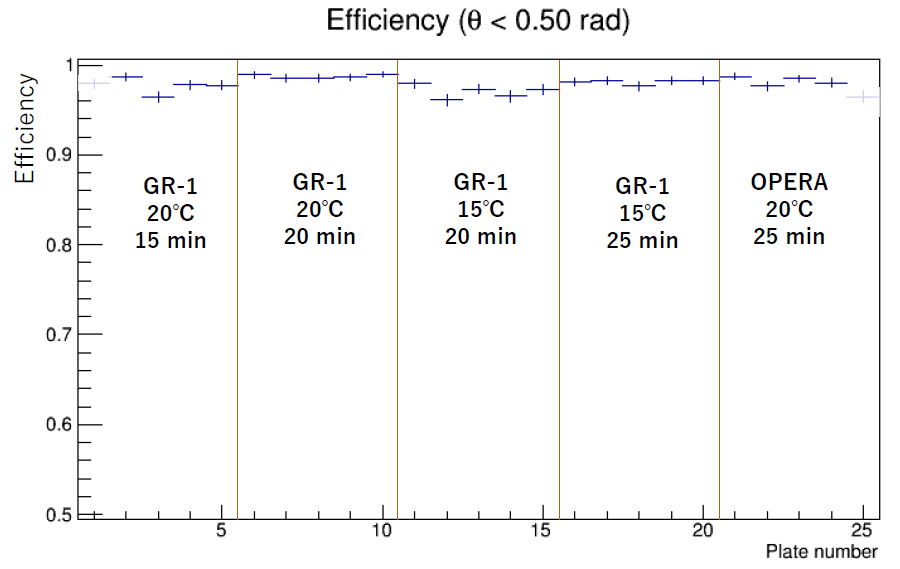 Efficiency (θ < 0.50 rad)
Efficiency
1
0.9
0.8
0.7
0.6
0.5
GR-1
20℃
15 min
GR-1
20℃
20 min
GR-1
15℃
20 min
GR-1
15℃
25 min
OPERA
20℃
25 min
5
10
15
20
25
Plate number